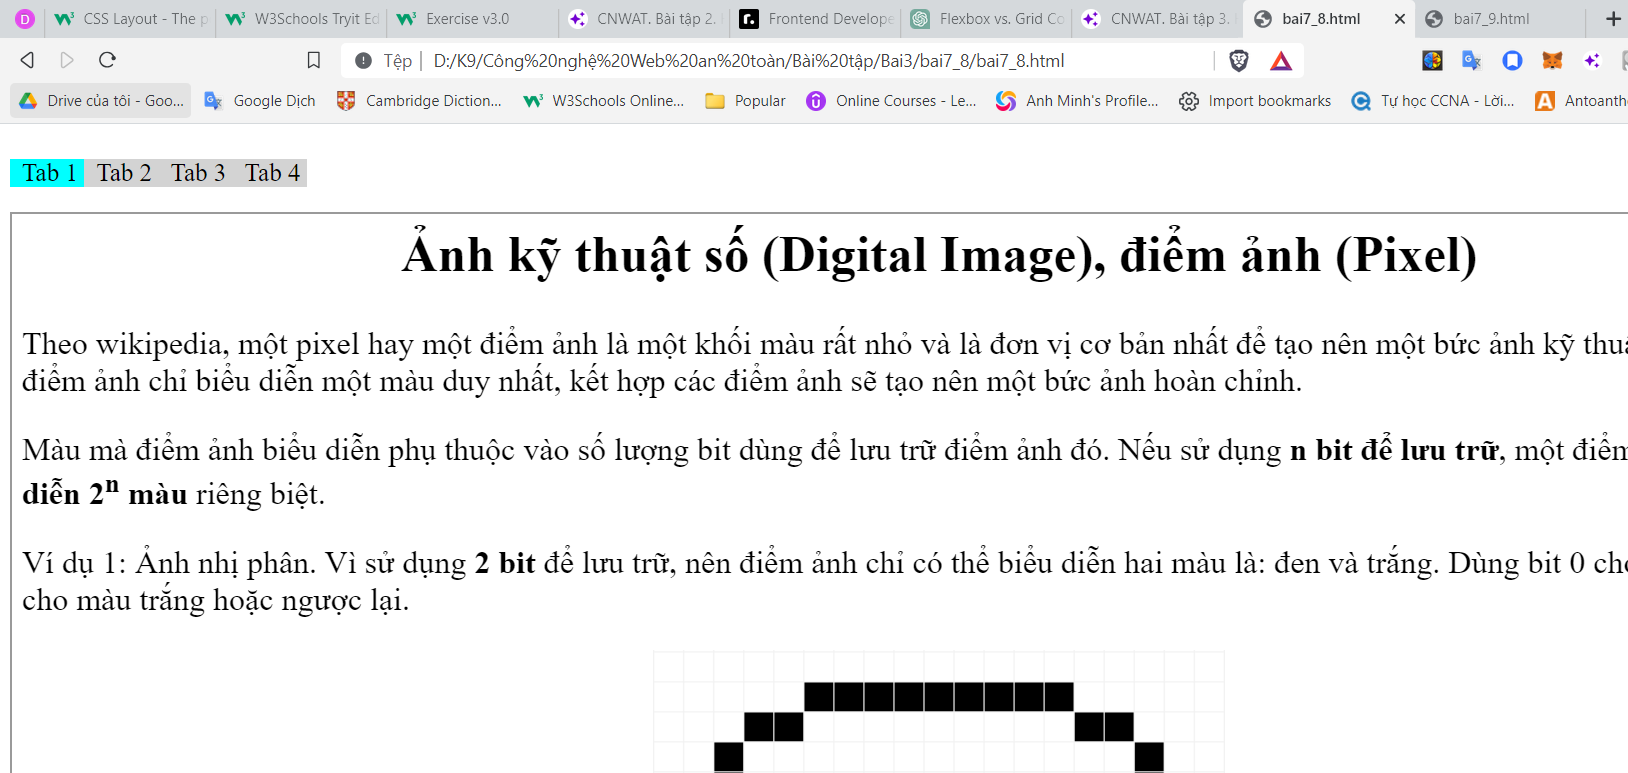 D CSS Layout - The p W3Schools Tryit Ed Exercise v3.0 CNWAT. Bài tập 2. Frontend Develope Flexbox vs. Grid Co CNWAT. Bài tập 3. bai7_8.html bai7_9.html
Tệp D:/K9/Công%20nghệ%20Web%20an%20toàn/Bài%20tập/Bai3/bai7_8/bai7_8.html
Drive của tôi - Goo... Google Dịch Cambridge Diction... W3Schools Online... Popular Online Courses - Le... Anh Minh's Profile... Import bookmarks Tự học CCNA - Lời... Antoanth
Tab 1 Tab 2 Tab 3 Tab 4
Ảnh kỹ thuật số (Digital Image), điểm ảnh (Pixel)
Theo wikipedia, một pixel hay một điểm ảnh là một khối màu rất nhỏ và là đơn vị cơ bản nhất để tạo nên một bức ảnh kỹ thu
điểm ảnh chỉ biểu diễn một màu duy nhất, kết hợp các điểm ảnh sẽ tạo nên một bức ảnh hoàn chỉnh.
Màu mà điểm ảnh biểu diễn phụ thuộc vào số lượng bit dùng để lưu trữ điểm ảnh đó. Nếu sử dụng n bit để lưu trữ, một điểm
diễn 2ⁿ màu riêng biệt.
Ví dụ 1: Ảnh nhị phân. Vì sử dụng 2 bit để lưu trữ, nên điểm ảnh chỉ có thể biểu diễn hai màu là: đen và trắng. Dùng bit 0 ch
cho màu trắng hoặc ngược lại.